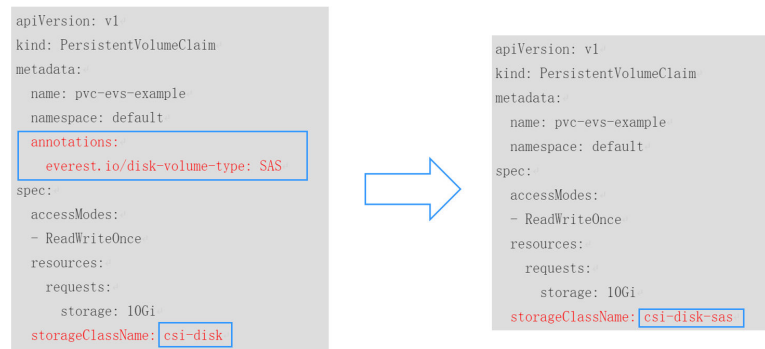 apiVersion: v1
kind: PersistentVolumeClaim
metadata:
  name: pvc-evs-example
  namespace: default
  annotations:
    everest.io/disk-volume-type: SAS
spec:
  accessModes:
  - ReadWriteOnce
  resources:
    requests:
      storage: 10Gi
  storageClassName: csi-disk
apiVersion: v1
kind: PersistentVolumeClaim
metadata:
  name: pvc-evs-example
  namespace: default
spec:
  accessModes:
  - ReadWriteOnce
  resources:
    requests:
      storage: 10Gi
  storageClassName: csi-disk-sas